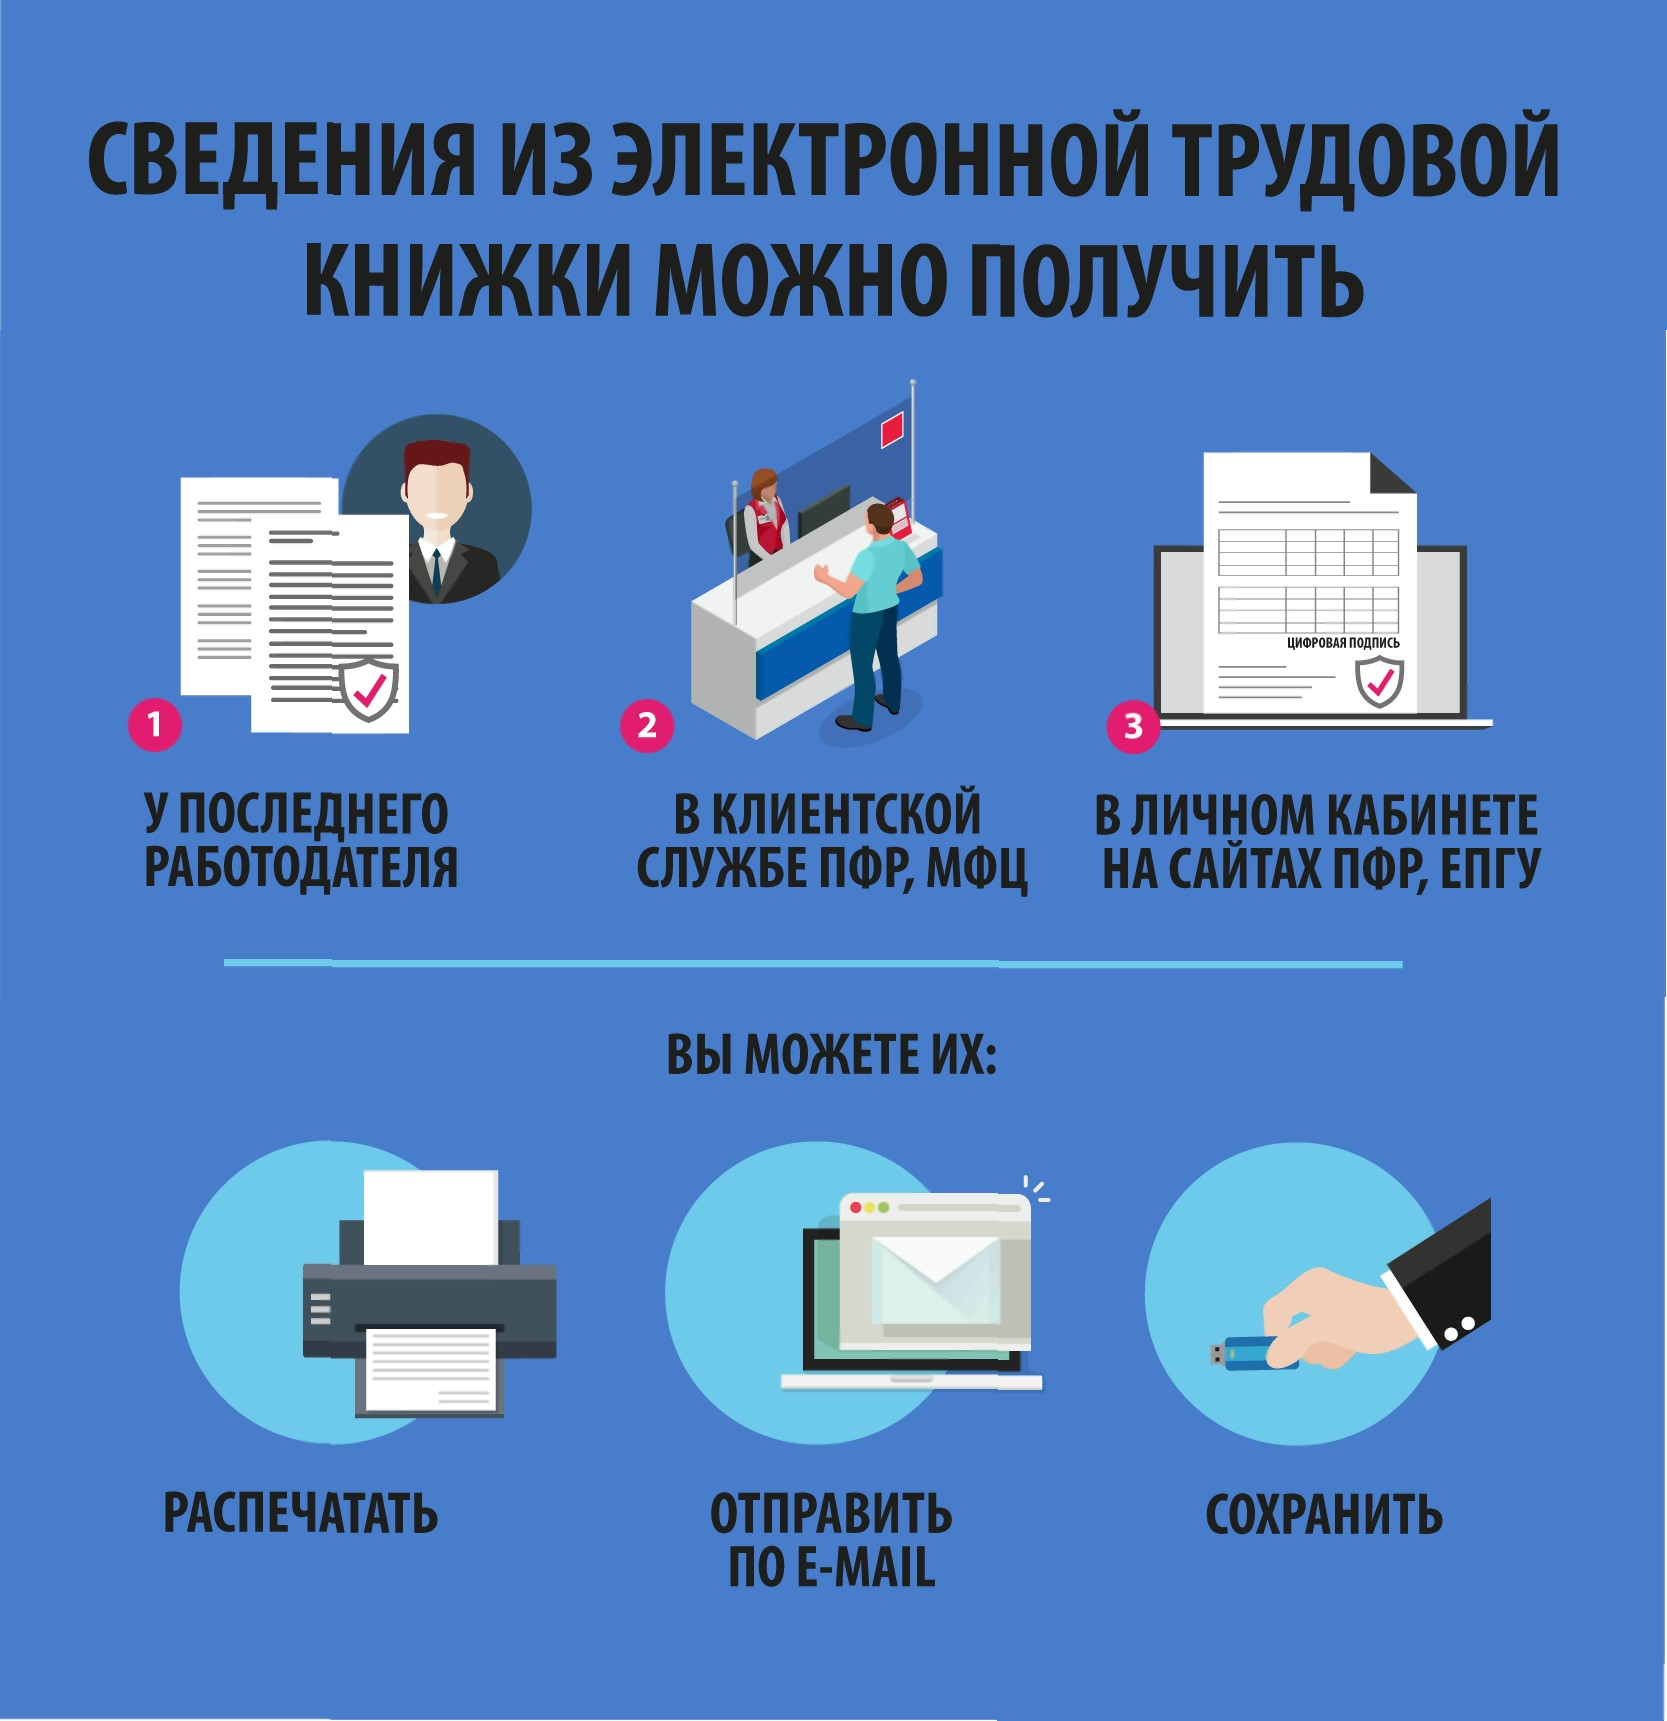 СВЕДЕНИЯ ИЗ ЭЛЕКТРОННОЙ ТРУДОВОЙ
КНИЖКИ МОЖНО ПОЛУЧИТЬ
1
У ПОСЛЕДНЕГО
РАБОТОДАТЕЛЯ
2
В КЛИЕНТСКОЙ
СЛУЖБЕ ПФР, МФЦ
ЦИФРОВАЯ ПОДПИСЬ
3
В ЛИЧНОМ КАБИНЕТЕ
НА САЙТАХ ПФР, ЕПГУ
ВЫ МОЖЕТЕ ИХ:
РАСПЕЧАТАТЬ
ОТПРАВИТЬ
ПО E-MAIL
СОХРАНИТЬ